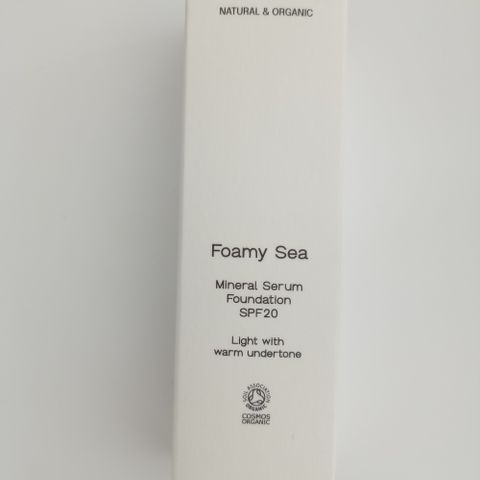 NATURAL & ORGANIC
Foamy Sea
Mineral Serum
Foundation
SPF20
Light with
warm undertone
SOIL ASSOCIATION
ORGANIC
COSMOS
ORGANIC